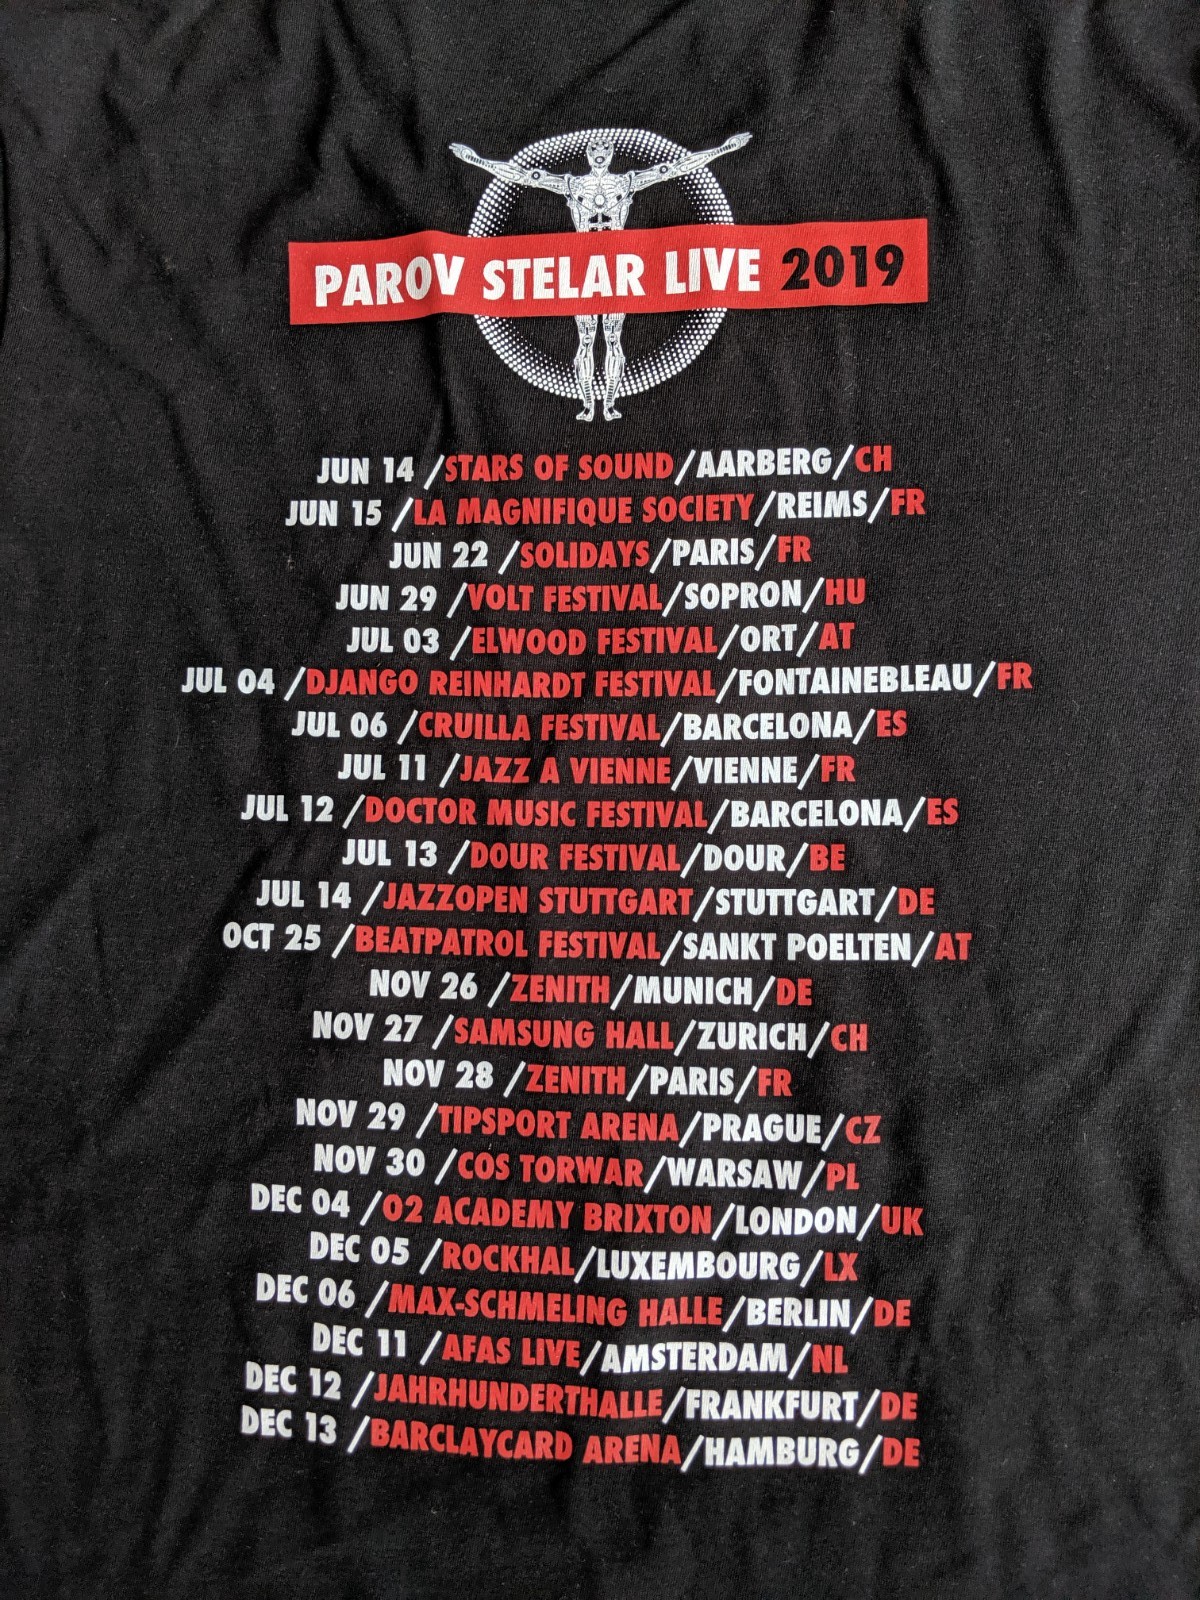 PAROV STELAR LIVE 2019
JUN 14 /STARS OF SOUND/AARBERG/CH
JUN 15 /LA MAGNIFIQUE SOCIETY/REIMS/FR
JUN 22 /SOLIDAYS/PARIS/FR
JUN 29 /VOLT FESTIVAL/SOPRON/HU
JUL 03 /ELWOOD FESTIVAL/ORT/AT
JUL 04 /DJANGO REINHARDT FESTIVAL/FONTAINEBLEAU/FR
JUL 06 /CRUILLA FESTIVAL/BARCELONA/ES
JUL 11 /JAZZ A VIENNE/VIENNE/FR
JUL 12 /DOCTOR MUSIC FESTIVAL/BARCELONA/ES
JUL 13 /DOUR FESTIVAL/DOUR/BE
JUL 14 /JAZZOPEN STUTTGART/STUTTGART/DE
OCT 25 /BEATPATROL FESTIVAL/SANKT POELTEN/AT
NOV 26 /ZENITH/MUNICH/DE
NOV 27 /SAMSUNG HALL/ZURICH/CH
NOV 28 /ZENITH/PARIS/FR
NOV 29 /TIPSPORT ARENA/PRAGUE/CZ
NOV 30 /COS TORWAR/WARSAW/PL
DEC 04 /O2 ACADEMY BRIXTON/LONDON/UK
DEC 05 /ROCKHAL/LUXEMBOURG/LX
DEC 06 /MAX-SCHMELING HALLE/BERLIN/DE
DEC 11 /AFAS LIVE/AMSTERDAM/NL
DEC 12 /JAHRHUNDERTHALLE/FRANKFURT/DE
DEC 13 /BARCLAYCARD ARENA/HAMBURG/DE